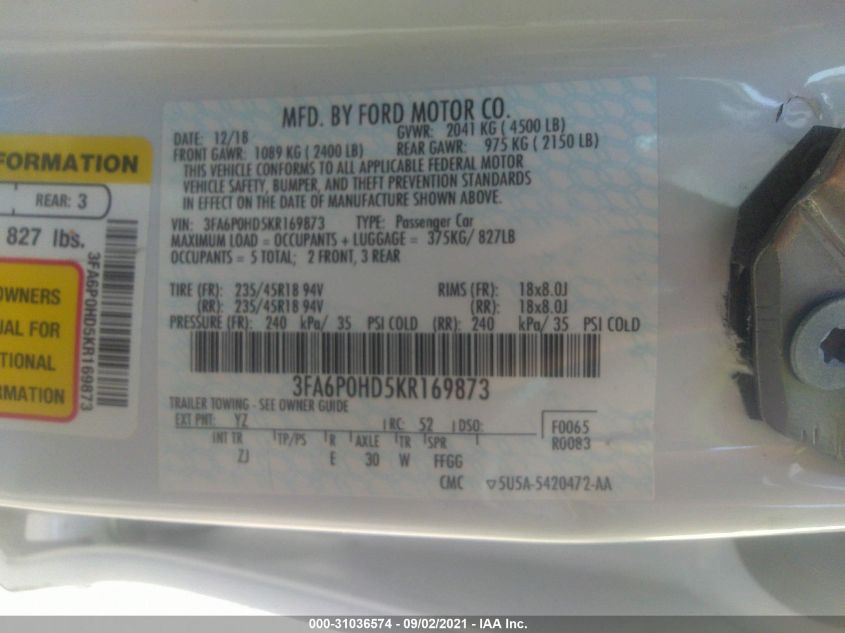 MFD. BY FORD MOTOR CO.
DATE: 12/18 GVWR: 2041 KG ( 4500 LB)
FRONT GAWR: 1089 KG ( 2400 LB) REAR GAWR: 975 KG ( 2150 LB)
THIS VEHICLE CONFORMS TO ALL APPLICABLE FEDERAL MOTOR
VEHICLE SAFETY, BUMPER, AND THEFT PREVENTION STANDARDS
IN EFFECT ON THE DATE OF MANUFACTURE SHOWN ABOVE.
VIN: 3FA6P0HD5KR169873 TYPE: Passenger Car
MAXIMUM LOAD = OCCUPANTS + LUGGAGE = 375KG/ 827LB
OCCUPANTS = 5 TOTAL; 2 FRONT, 3 REAR
TIRE (FR): 235/45R18 94V RIMS (FR): 18x8.0J
(RR): 235/45R18 94V (RR): 18x8.0J
PRESSURE (FR): 240 kPa/ 35 PSI COLD (RR): 240 kPa/ 35 PSI COLD
3FA6P0HD5KR169873
TRAILER TOWING - SEE OWNER GUIDE
EXT PNT: YZ RC: 52 DSO: F0065
R0083
INT TR TP/PS R AXLE TR SPR
ZJ E 30 W FFGG
CMC ▽5U5A-5420472-AA
FORMATION
REAR: 3
827 lbs.
OWNERS
UAL FOR
TIONAL
FORMATION
3FA6P0HD5KR169873
000-31036574 - 09/02/2021 - IAA Inc.